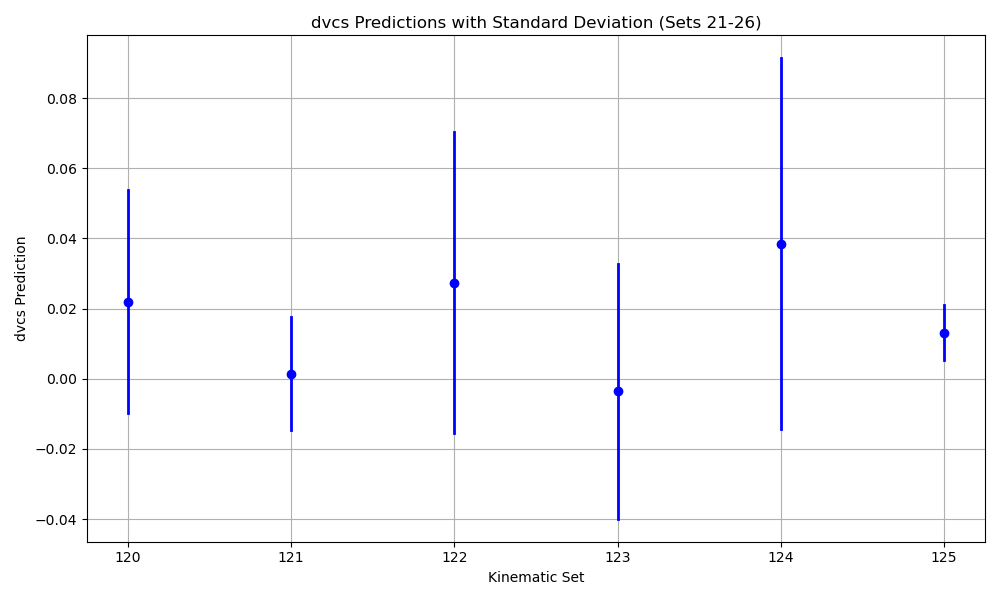 dvcs Predictions with Standard Deviation (Sets 21-26)
dvcs Prediction
0.08
0.06
0.04
0.02
0.00
−0.02
−0.04
120 121 122 123 124 125
Kinematic Set